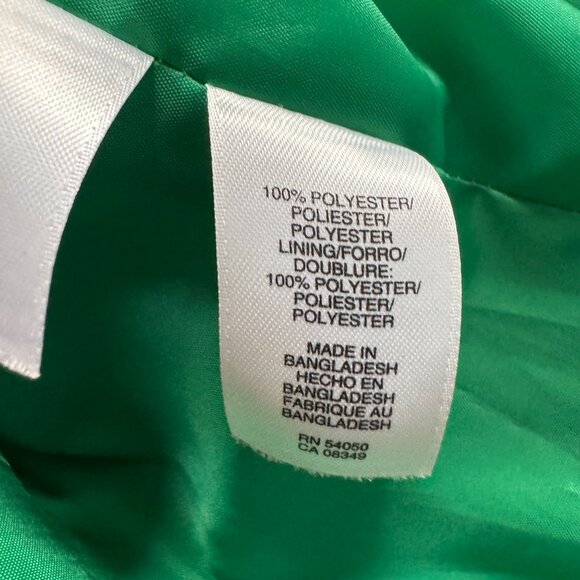 100% POLYESTER/
POLIESTER/
POLYESTER
LINING/FORRO/
DOUBLURE:
100% POLYESTER/
POLIESTER/
POLYESTER
MADE IN
BANGLADESH
HECHO EN
BANGLADESH
FABRIQUE AU
BANGLADESH
RN 54050
CA 08349